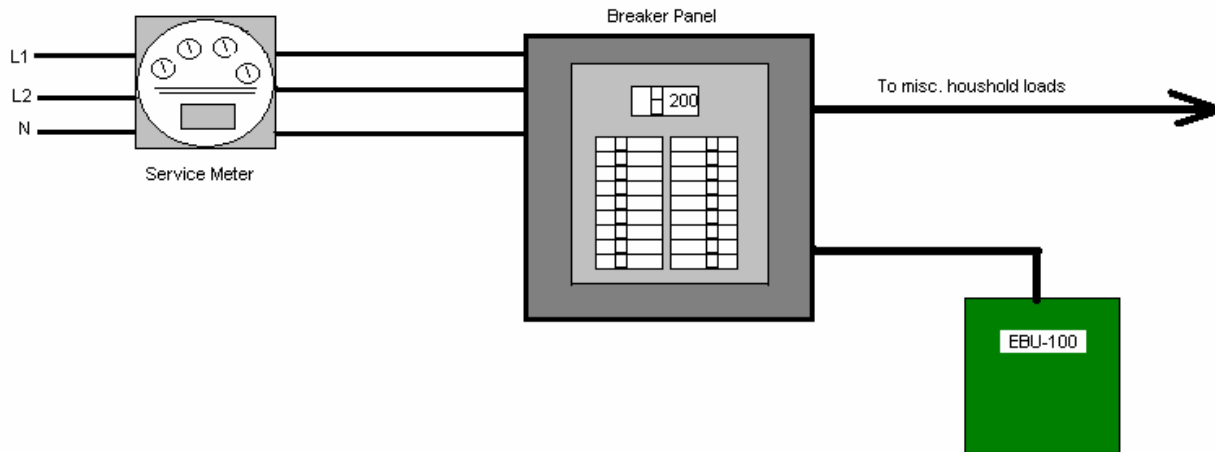 Breaker Panel
L1
L2
N
Service Meter
200
To misc. houshold loads
EBU-100